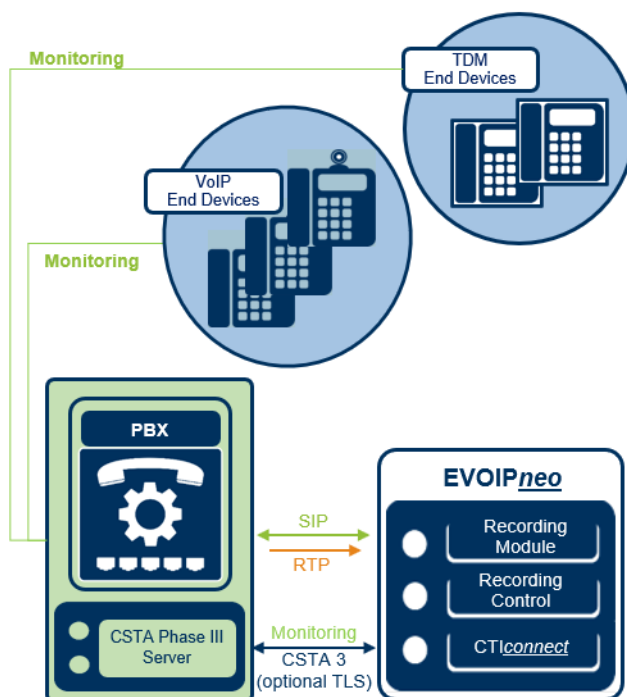 Monitoring
TDM
End Devices
VoIP
End Devices
Monitoring
PBX
EVOIPneo
SIP
RTP
Recording
Module
Recording
Control
CSTA Phase III
Server
Monitoring
CSTA 3
(optional TLS)
CTIconnect